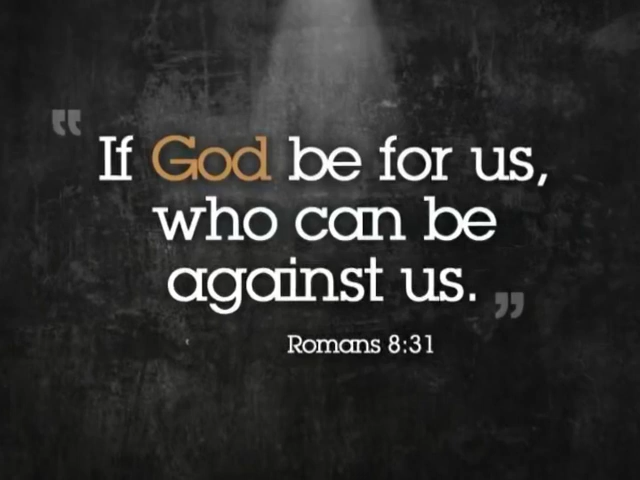 “ If God be for us,
who can be
against us. ”
Romans 8:31